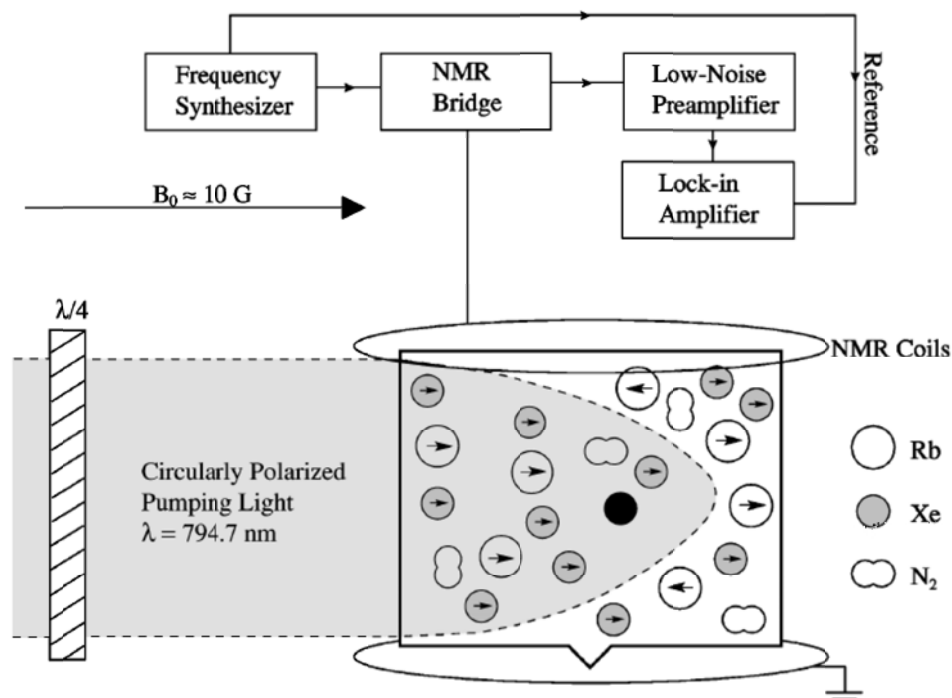 Frequency
Synthesizer
NMR
Bridge
Low-Noise
Preamplifier
Reference
Lock-in
Amplifier
B₀ ≈ 10 G
λ/4
NMR Coils
Circularly Polarized
Pumping Light
λ = 794.7 nm
Rb
Xe
N₂